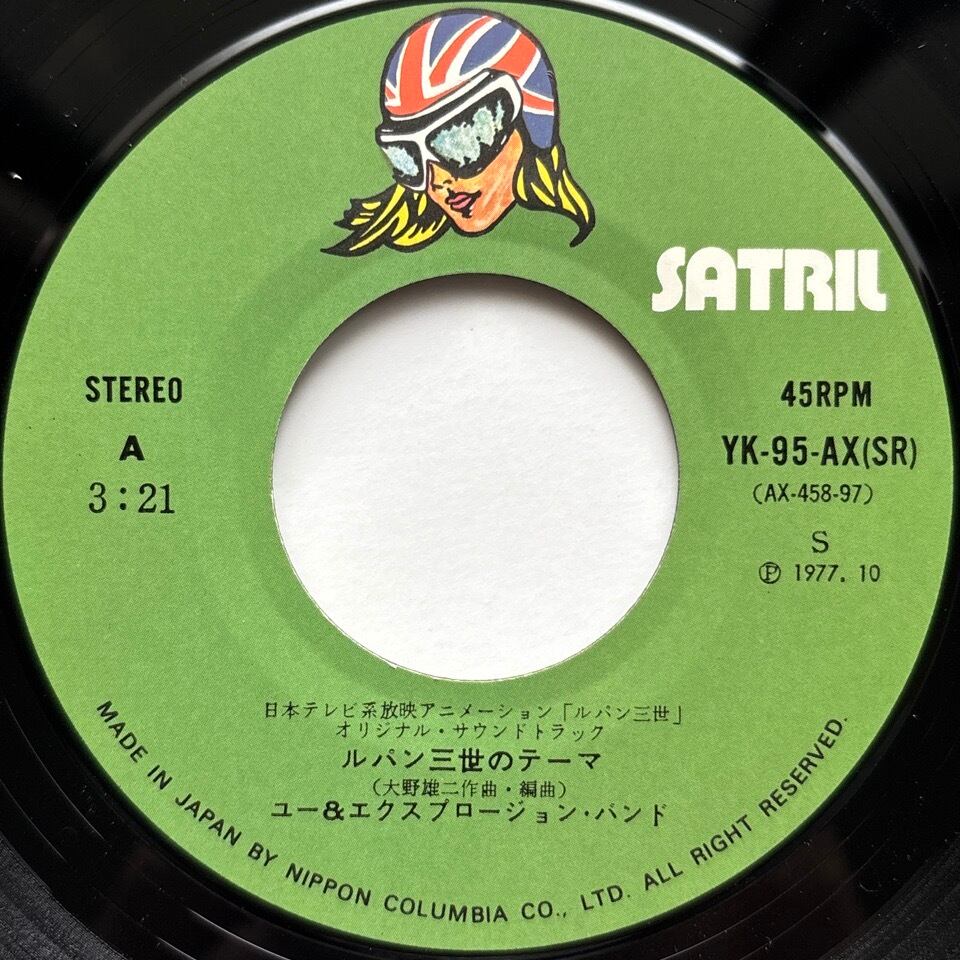 SATRIL
STEREO
A
3:21
45RPM
YK-95-AX(SR)
(AX-458-97)
S
Ⓟ 1977. 10
日本テレビ系放映アニメーション「ルパン三世」
オリジナル・サウンドトラック
ルパン三世のテーマ
(大野雄二作曲・編曲)
ユー&エクスプロージョン・バンド
MADE IN JAPAN BY NIPPON COLUMBIA CO., LTD. ALL RIGHT RESERVED.